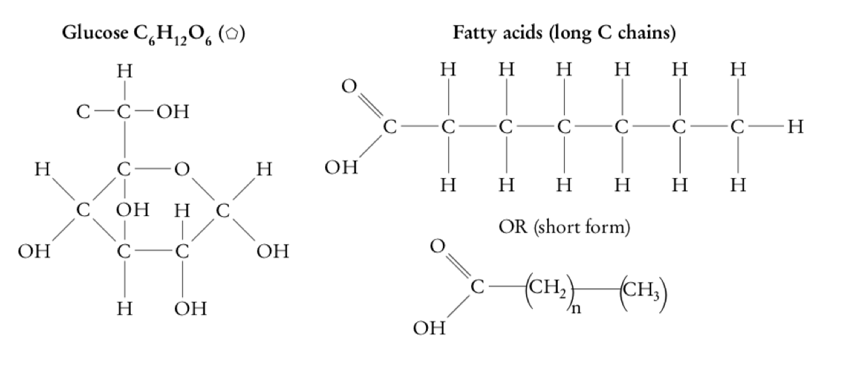 Glucose C₆H₁₂O₆ (⬠)
H
C—C—OH
H C—O H
C OH H C
OH C—C OH
H OH
Fatty acids (long C chains)
H H H H H H
O
C—C—C—C—C—C—C—H
OH
H H H H H H
OR (short form)
O
C—(CH₂)n—(CH₃)
OH